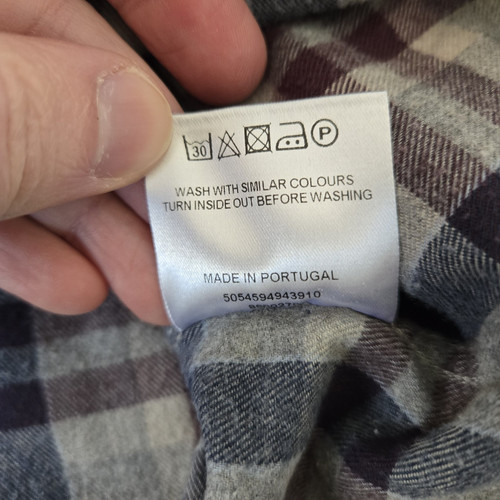 30 P
WASH WITH SIMILAR COLOURS
TURN INSIDE OUT BEFORE WASHING
MADE IN PORTUGAL
5054594943910